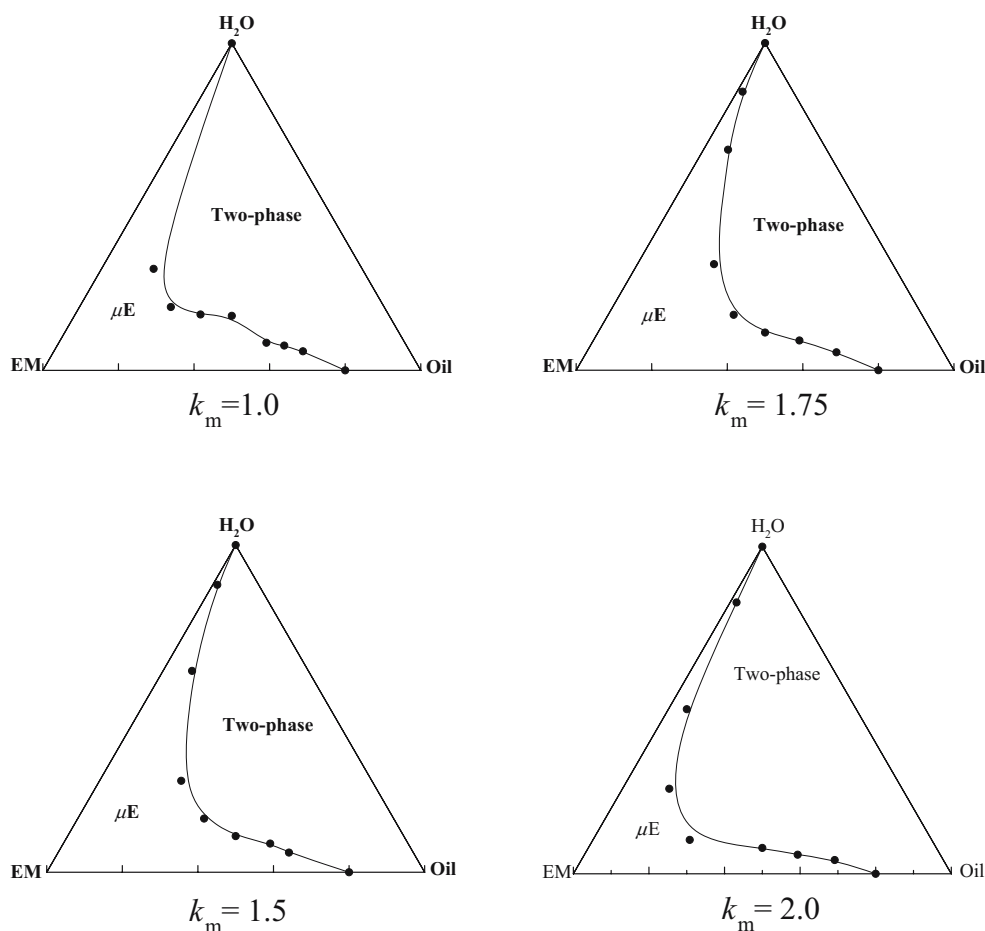 H₂O
Two-phase
μE
EM
Oil
kₘ=1.0
H₂O
Two-phase
μE
EM
Oil
kₘ= 1.75
H₂O
Two-phase
μE
EM
Oil
kₘ= 1.5
H₂O
Two-phase
μE
EM
Oil
kₘ= 2.0